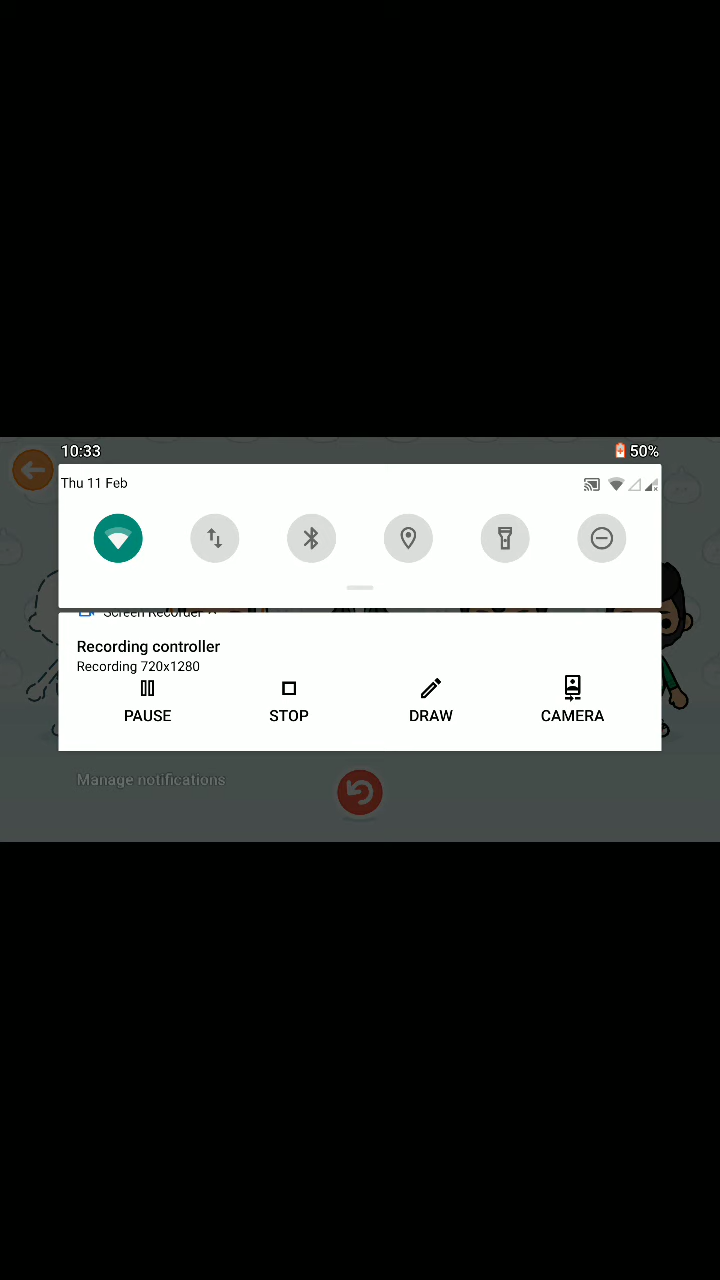 10:33
50%
Thu 11 Feb
Screen Recorder
Recording controller
Recording 720x1280
PAUSE STOP DRAW CAMERA
Manage notifications